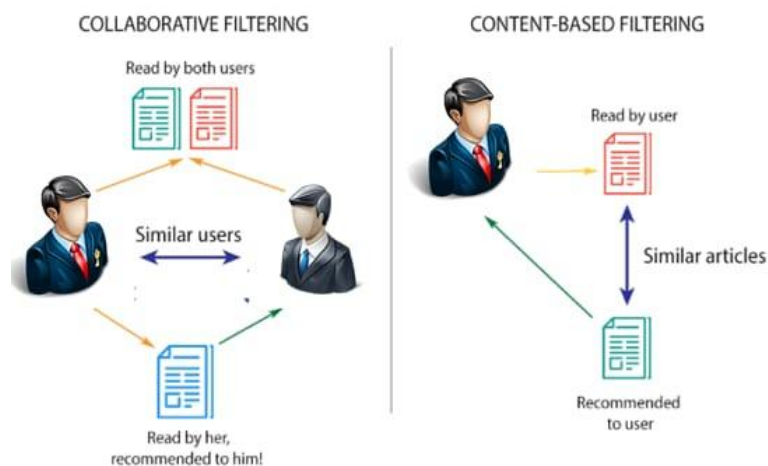 COLLABORATIVE FILTERING
Read by both users
Similar users
Read by her,
recommended to him!
CONTENT-BASED FILTERING
Read by user
Similar articles
Recommended
to user